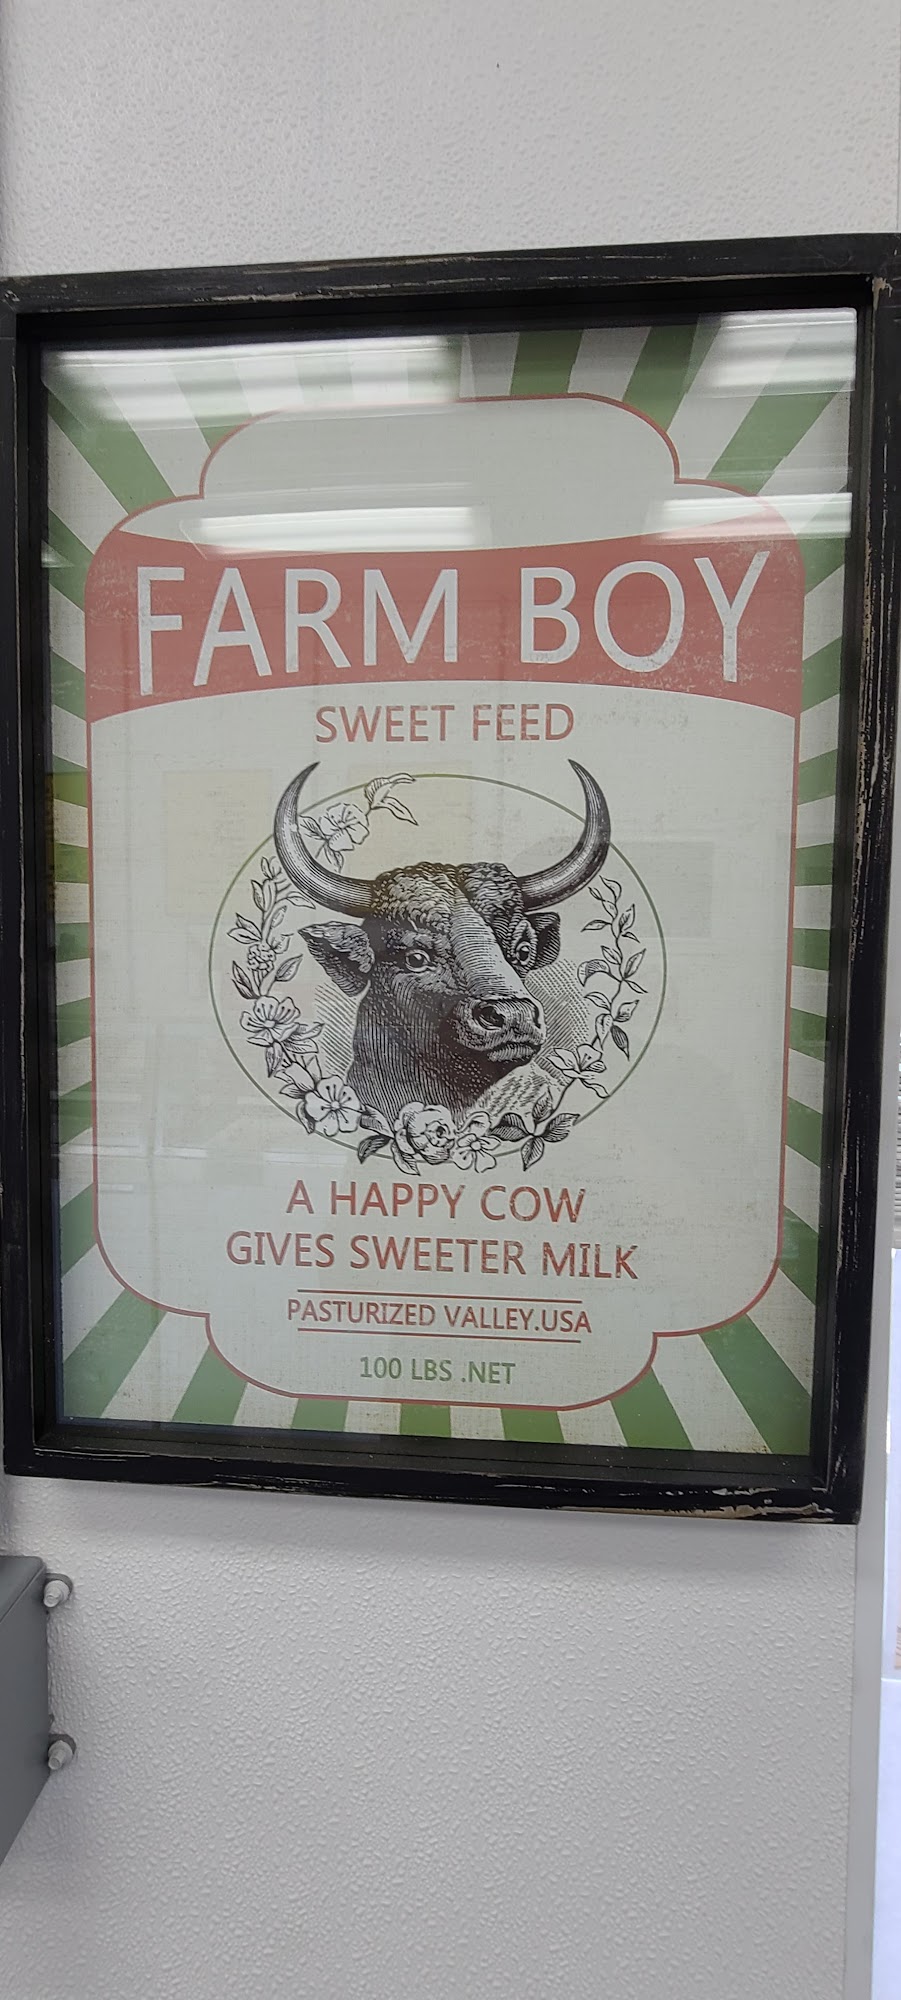 FARM BOY
SWEET FEED
A HAPPY COW
GIVES SWEETER MILK
PASTURIZED VALLEY.USA
100 LBS .NET